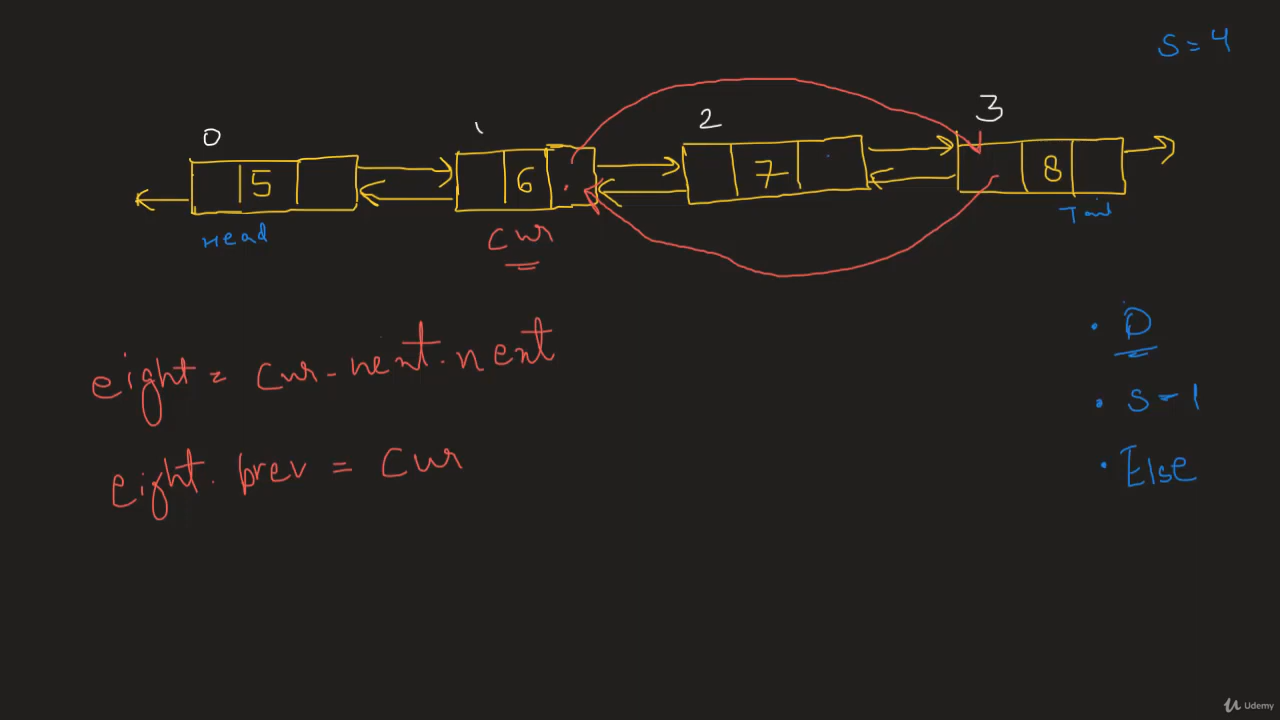 S=4
0 1 2 3
5 6 7 8
Head Cur Tail
eight = cur-next.next
eight. prev = cur
• D
• S-1
• Else
Udemy